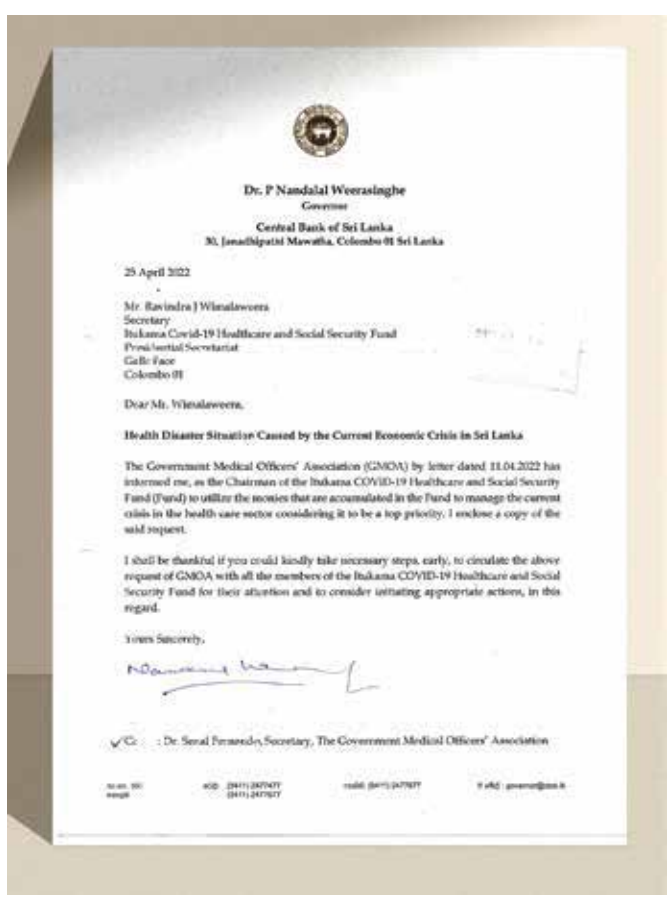 Dr. P Nandalal Weerasinghe
Governor
Central Bank of Sri Lanka
30, Janadhipathi Mawatha, Colombo 01 Sri Lanka
25 April 2022
Mr. Ravindra J Wimalaweera
Secretary
Itukama Covid-19 Healthcare and Social Security Fund
Presidential Secretariat
Galle Face
Colombo 01
Dear Mr. Wimalaweera,
Health Disaster Situation Caused by the Current Economic Crisis in Sri Lanka
The Government Medical Officers' Association (GMOA) by letter dated 11.04.2022 has
informed me, as the Chairman of the Itukama COVID-19 Healthcare and Social Security
Fund (Fund) to utilize the monies that are accumulated in the Fund to manage the current
crisis in the health care sector considering it to be a top priority. I enclose a copy of the
said request.
I shall be thankful if you could kindly take necessary steps, early, to circulate the above
request of GMOA with all the members of the Itukama COVID-19 Healthcare and Social
Security Fund for their attention and to consider initiating appropriate actions, in this
regard.
Yours Sincerely,
Cc : Dr. Senal Fernando, Secretary, The Government Medical Officers' Association
(9411) 2477477 (9411) 2477677
(9411) 2477677